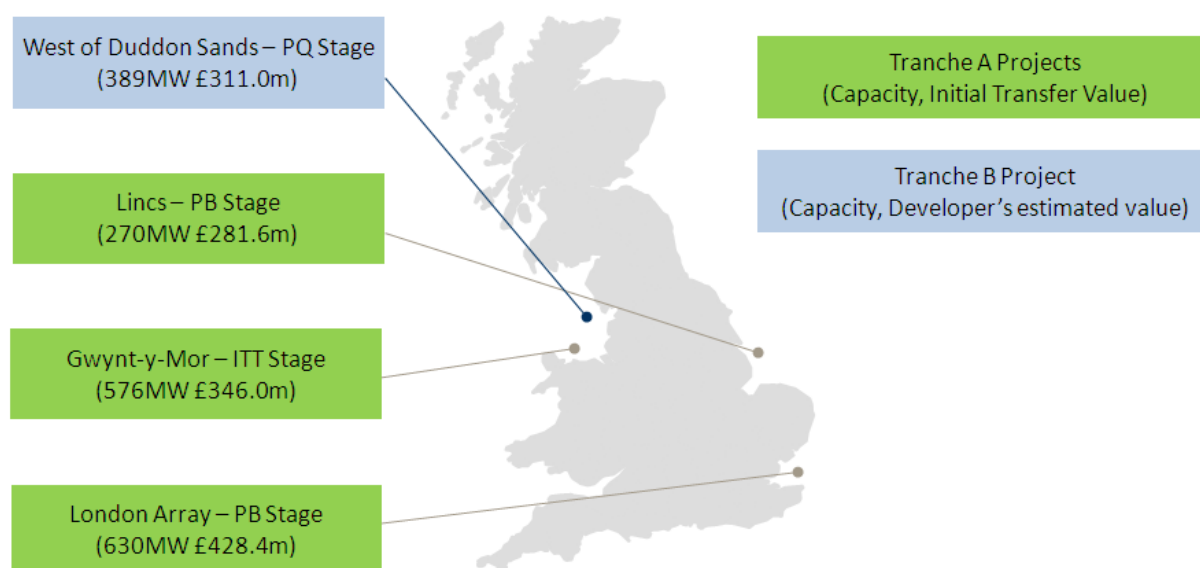 West of Duddon Sands – PQ Stage
(389MW £311.0m)
Lincs – PB Stage
(270MW £281.6m)
Gwynt-y-Mor – ITT Stage
(576MW £346.0m)
London Array – PB Stage
(630MW £428.4m)
Tranche A Projects
(Capacity, Initial Transfer Value)
Tranche B Project
(Capacity, Developer’s estimated value)